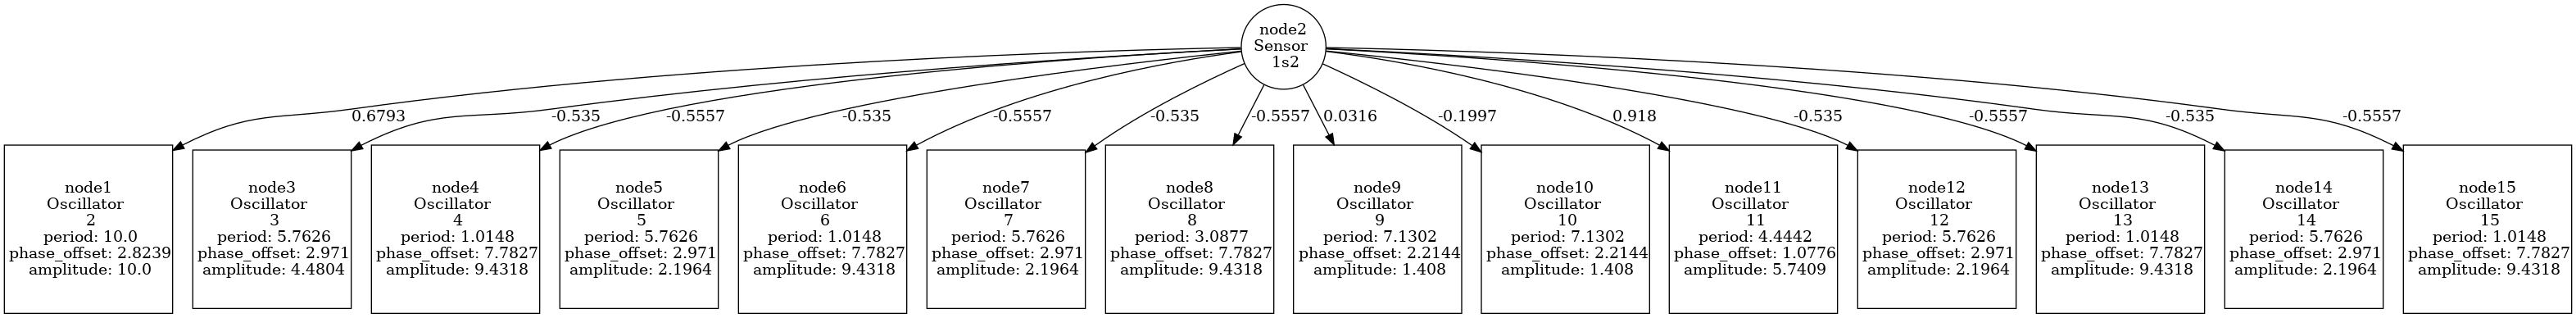 node2
Sensor
1s2
0.6793
-0.535
-0.5557
-0.535
-0.5557
-0.535
-0.5557
0.0316
-0.1997
0.918
-0.535
-0.5557
-0.535
-0.5557
node1
Oscillator
2
period: 10.0
phase_offset: 2.8239
amplitude: 10.0
node3
Oscillator
3
period: 5.7626
phase_offset: 2.971
amplitude: 4.4804
node4
Oscillator
4
period: 1.0148
phase_offset: 7.7827
amplitude: 9.4318
node5
Oscillator
5
period: 5.7626
phase_offset: 2.971
amplitude: 2.1964
node6
Oscillator
6
period: 1.0148
phase_offset: 7.7827
amplitude: 9.4318
node7
Oscillator
7
period: 5.7626
phase_offset: 2.971
amplitude: 2.1964
node8
Oscillator
8
period: 3.0877
phase_offset: 7.7827
amplitude: 9.4318
node9
Oscillator
9
period: 7.1302
phase_offset: 2.2144
amplitude: 1.408
node10
Oscillator
10
period: 7.1302
phase_offset: 2.2144
amplitude: 1.408
node11
Oscillator
11
period: 4.4442
phase_offset: 1.0776
amplitude: 5.7409
node12
Oscillator
12
period: 5.7626
phase_offset: 2.971
amplitude: 2.1964
node13
Oscillator
13
period: 1.0148
phase_offset: 7.7827
amplitude: 9.4318
node14
Oscillator
14
period: 5.7626
phase_offset: 2.971
amplitude: 2.1964
node15
Oscillator
15
period: 1.0148
phase_offset: 7.7827
amplitude: 9.4318